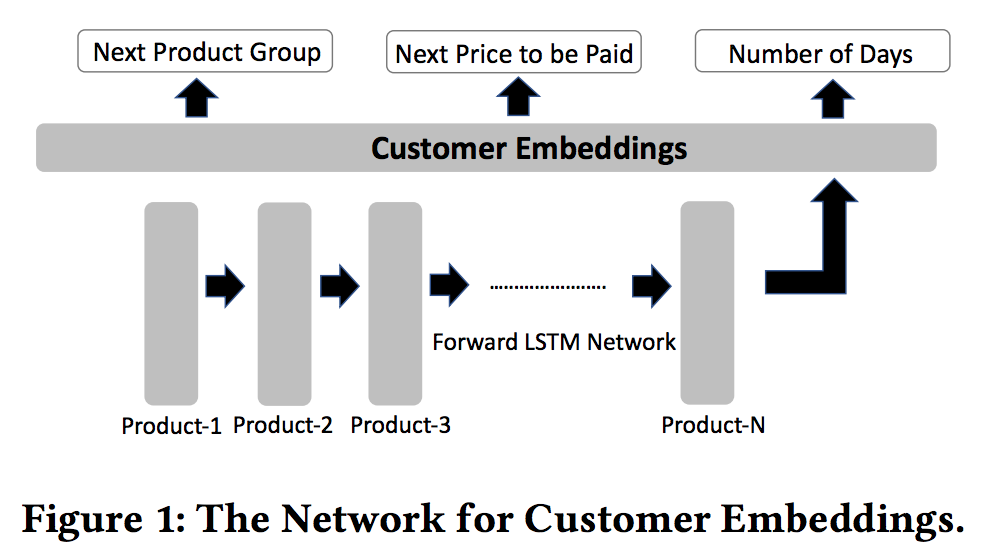 Next Product Group
Next Price to be Paid
Number of Days
Customer Embeddings
.......................
Forward LSTM Network
Product-1
Product-2
Product-3
Product-N
Figure 1: The Network for Customer Embeddings.